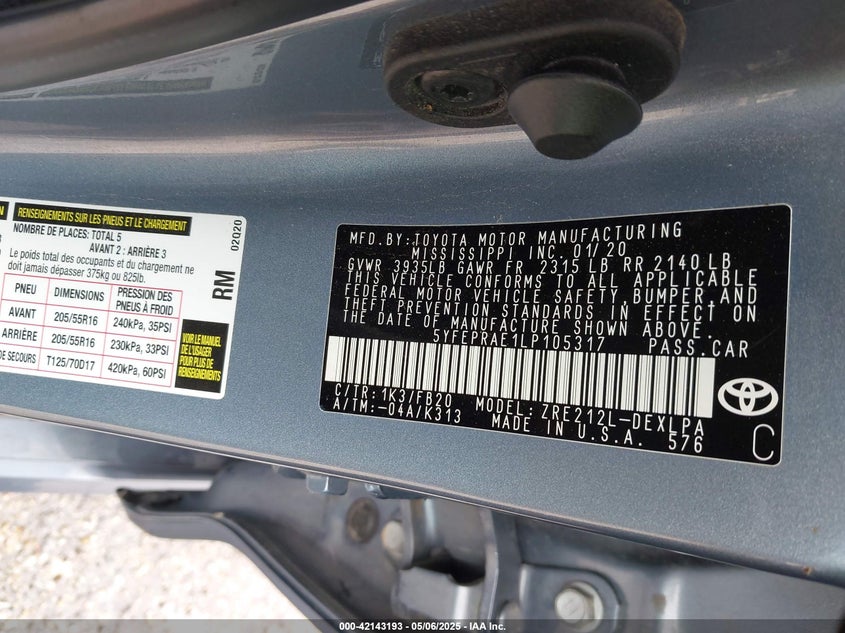 RENSEIGNEMENTS SUR LES PNEUS ET LE CHARGEMENT
NOMBRE DE PLACES: TOTAL 5
AVANT 2 : ARRIÈRE 3
Le poids total des occupants et du chargement ne
doit jamais dépasser 375kg ou 825lb.
PNEU DIMENSIONS PRESSION DES PNEUS À FROID
AVANT 205/55R16 240kPa, 35PSI
ARRIÈRE 205/55R16 230kPa, 33PSI
DE SECOURS T125/70D17 420kPa, 60PSI
VOIR LE MANUEL
DE L'USAGER
POUR PLUS DE
RENSEIGNEMENTS
02Q20
RM
MFD.BY:TOYOTA MOTOR MANUFACTURING
MISSISSIPPI INC. 01/20
GVWR 3935LB GAWR FR 2315 LB RR 2140 LB
THIS VEHICLE CONFORMS TO ALL APPLICABLE
FEDERAL MOTOR VEHICLE SAFETY, BUMPER, AND
THEFT PREVENTION STANDARDS IN EFFECT ON
THE DATE OF MANUFACTURE SHOWN ABOVE.
5YFEPRAE1LP105317 PASS.CAR
C/TR:1K3/FB20 MODEL: ZRE212L-DEXLPA
A/TM:-04A/K313 MADE IN U.S.A. 576
C
000-42143193 - 05/06/2025 - IAA Inc.